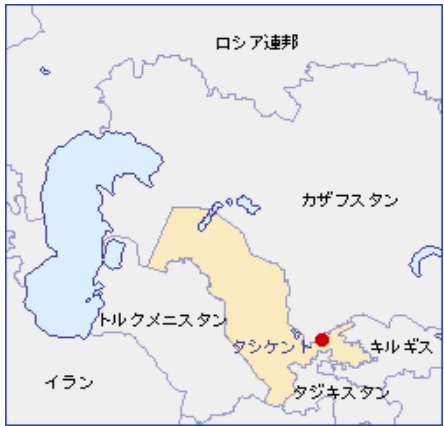 ロシア連邦
カザフスタン
トルクメニスタン
タシケント
キルギス
イラン
タジキスタン